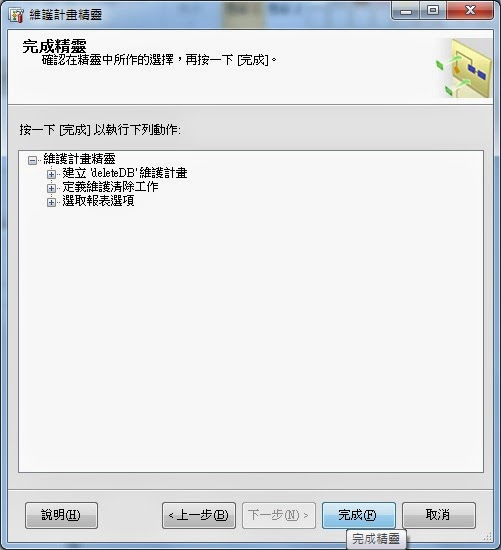 維護計畫精靈
完成精靈
確認在精靈中所作的選擇，再按一下 [完成]。
按一下 [完成] 以執行下列動作:
維護計畫精靈
建立 'deleteDB' 維護計畫
定義維護清除工作
選取報表選項
說明(H)
< 上一步(B)
下一步(N) >
完成(F)
取消
完成精靈